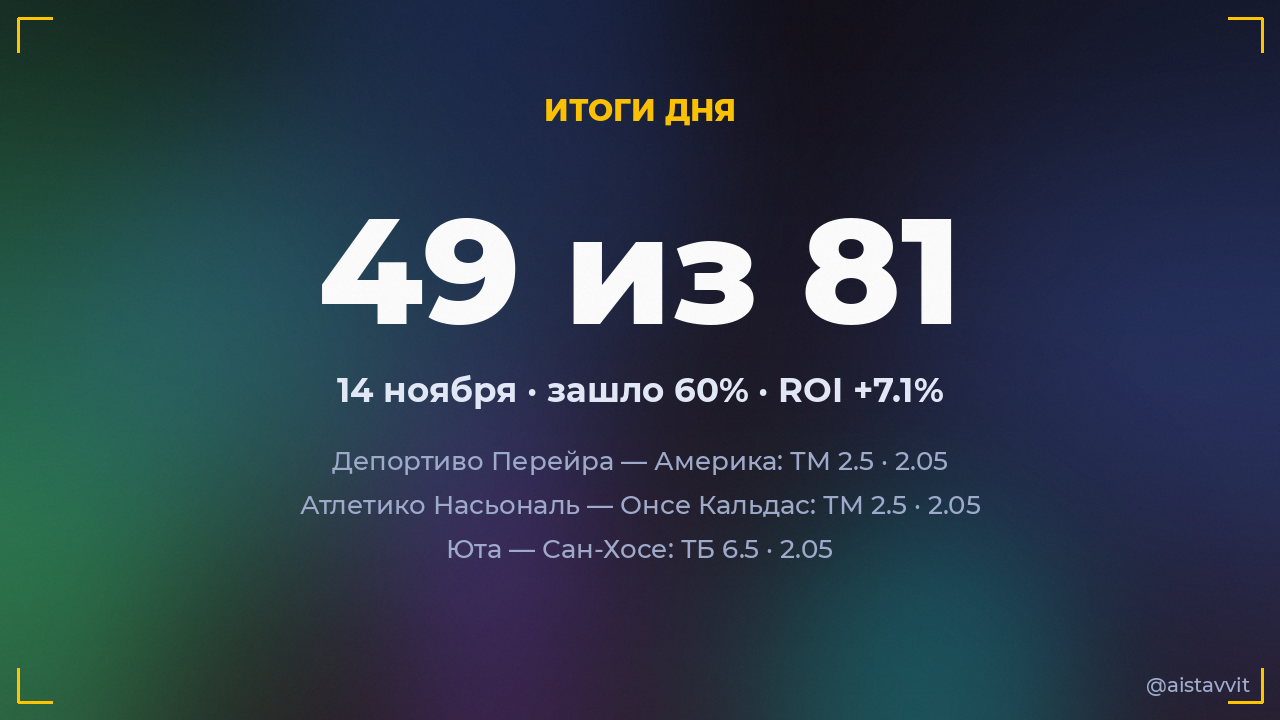 ИТОГИ ДНЯ
49 из 81
14 ноября · зашло 60% · ROI +7.1%
Депортиво Перейра — Америка: ТМ 2.5 · 2.05
Атлетико Насьональ — Онсе Кальдас: ТМ 2.5 · 2.05
Юта — Сан-Хосе: ТБ 6.5 · 2.05
@aistavvit